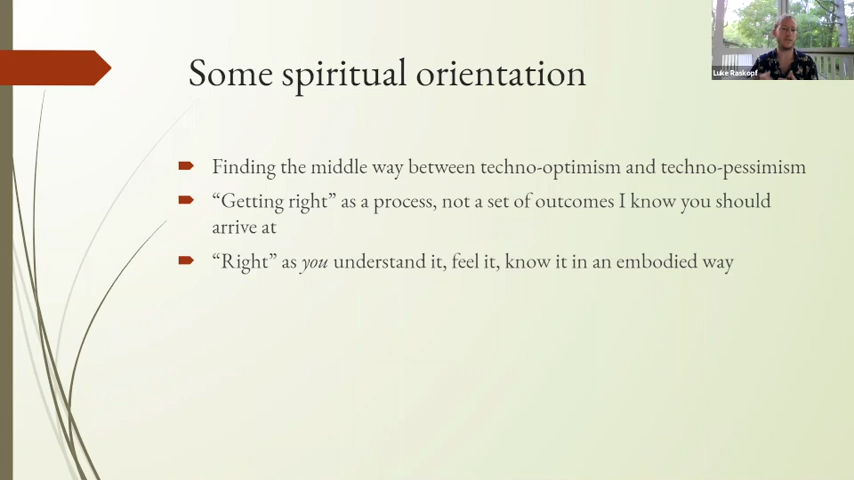 Some spiritual orientation
Luke Raskopf
Finding the middle way between techno-optimism and techno-pessimism
“Getting right” as a process, not a set of outcomes I know you should
arrive at
“Right” as you understand it, feel it, know it in an embodied way